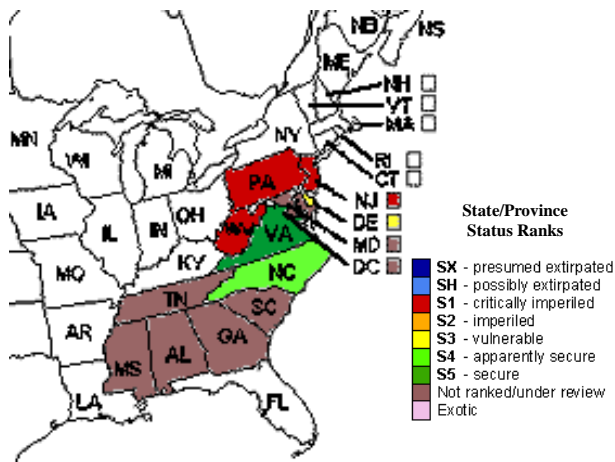 NB
NS
ME
NH
VT
MA
MN
WI
MI
NY
RI
CT
IA
IL
IN
OH
PA
NJ
DE
MD
DC
WV
VA
MO
KY
NC
TN
SC
AR
MS
AL
GA
LA
FL
State/Province
Status Ranks
SX - presumed extirpated
SH - possibly extirpated
S1 - critically imperiled
S2 - imperiled
S3 - vulnerable
S4 - apparently secure
S5 - secure
Not ranked/under review
Exotic